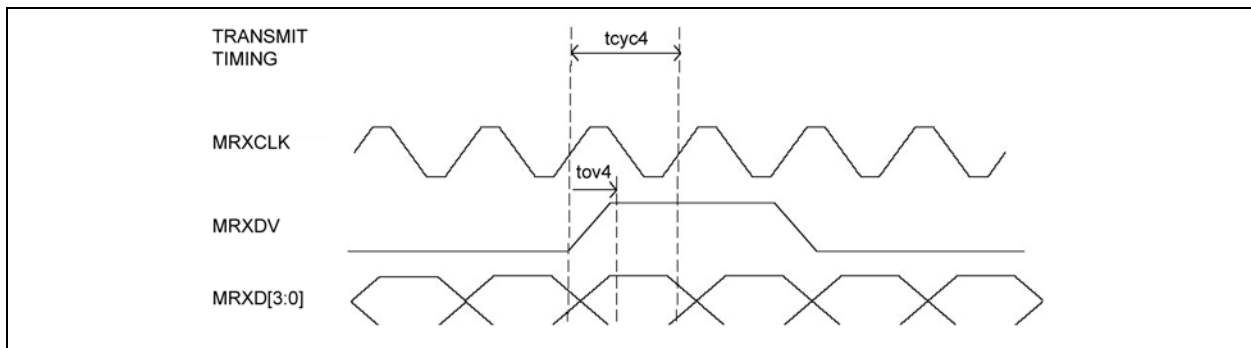 TRANSMIT
TIMING
tcyc4
MRXCLK
tov4
MRXDV
MRXD[3:0]